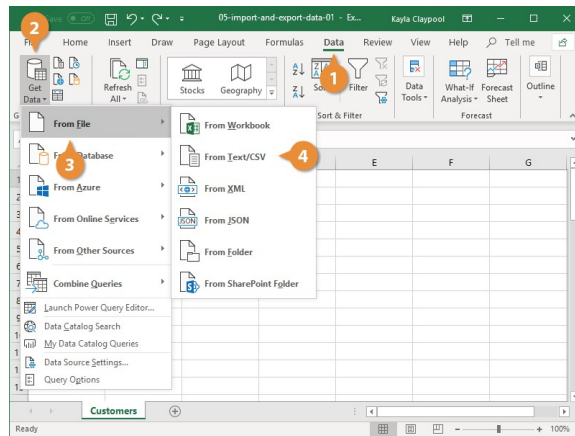 Save
Off
05-import-and-export-data-01 - Ex...
Kayla Claypool
2
Home Insert Draw Page Layout Formulas Data Review View Help Tell me
1
Get Data
Refresh All
Stocks
Geography
Filter
Data Tools
What-If Analysis
Forecast Sheet
Outline
Sort & Filter
Forecast
From File
3
From Azure
From Online Services
From Other Sources
Combine Queries
Launch Power Query Editor...
Data Catalog Search
My Data Catalog Queries
Data Source Settings...
Query Options
From Workbook
From Text/CSV
4
From XML
JSON
From JSON
From Folder
From SharePoint Folder
E F G
Customers
Ready
100%